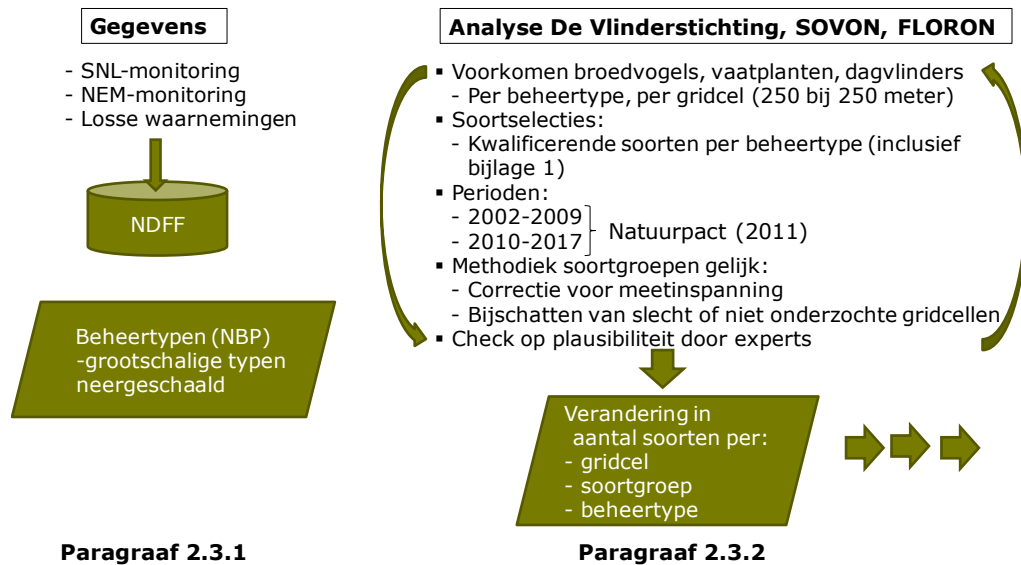 Gegevens
- SNL-monitoring
- NEM-monitoring
- Losse waarnemingen
NDFF
Beheertypen (NBP)
-grootschalige typen
neergeschaald
Paragraaf 2.3.1
Analyse De Vlinderstichting, SOVON, FLORON
▪ Voorkomen broedvogels, vaatplanten, dagvlinders
- Per beheertype, per gridcel (250 bij 250 meter)
▪ Soortselecties:
- Kwalificerende soorten per beheertype (inclusief
bijlage 1)
▪ Perioden:
- 2002-2009
- 2010-2017
Natuurpact (2011)
▪ Methodiek soortgroepen gelijk:
- Correctie voor meetinspanning
- Bijschatten van slecht of niet onderzochte gridcellen
▪ Check op plausibiliteit door experts
Verandering in
aantal soorten per:
- gridcel
- soortgroep
- beheertype
Paragraaf 2.3.2